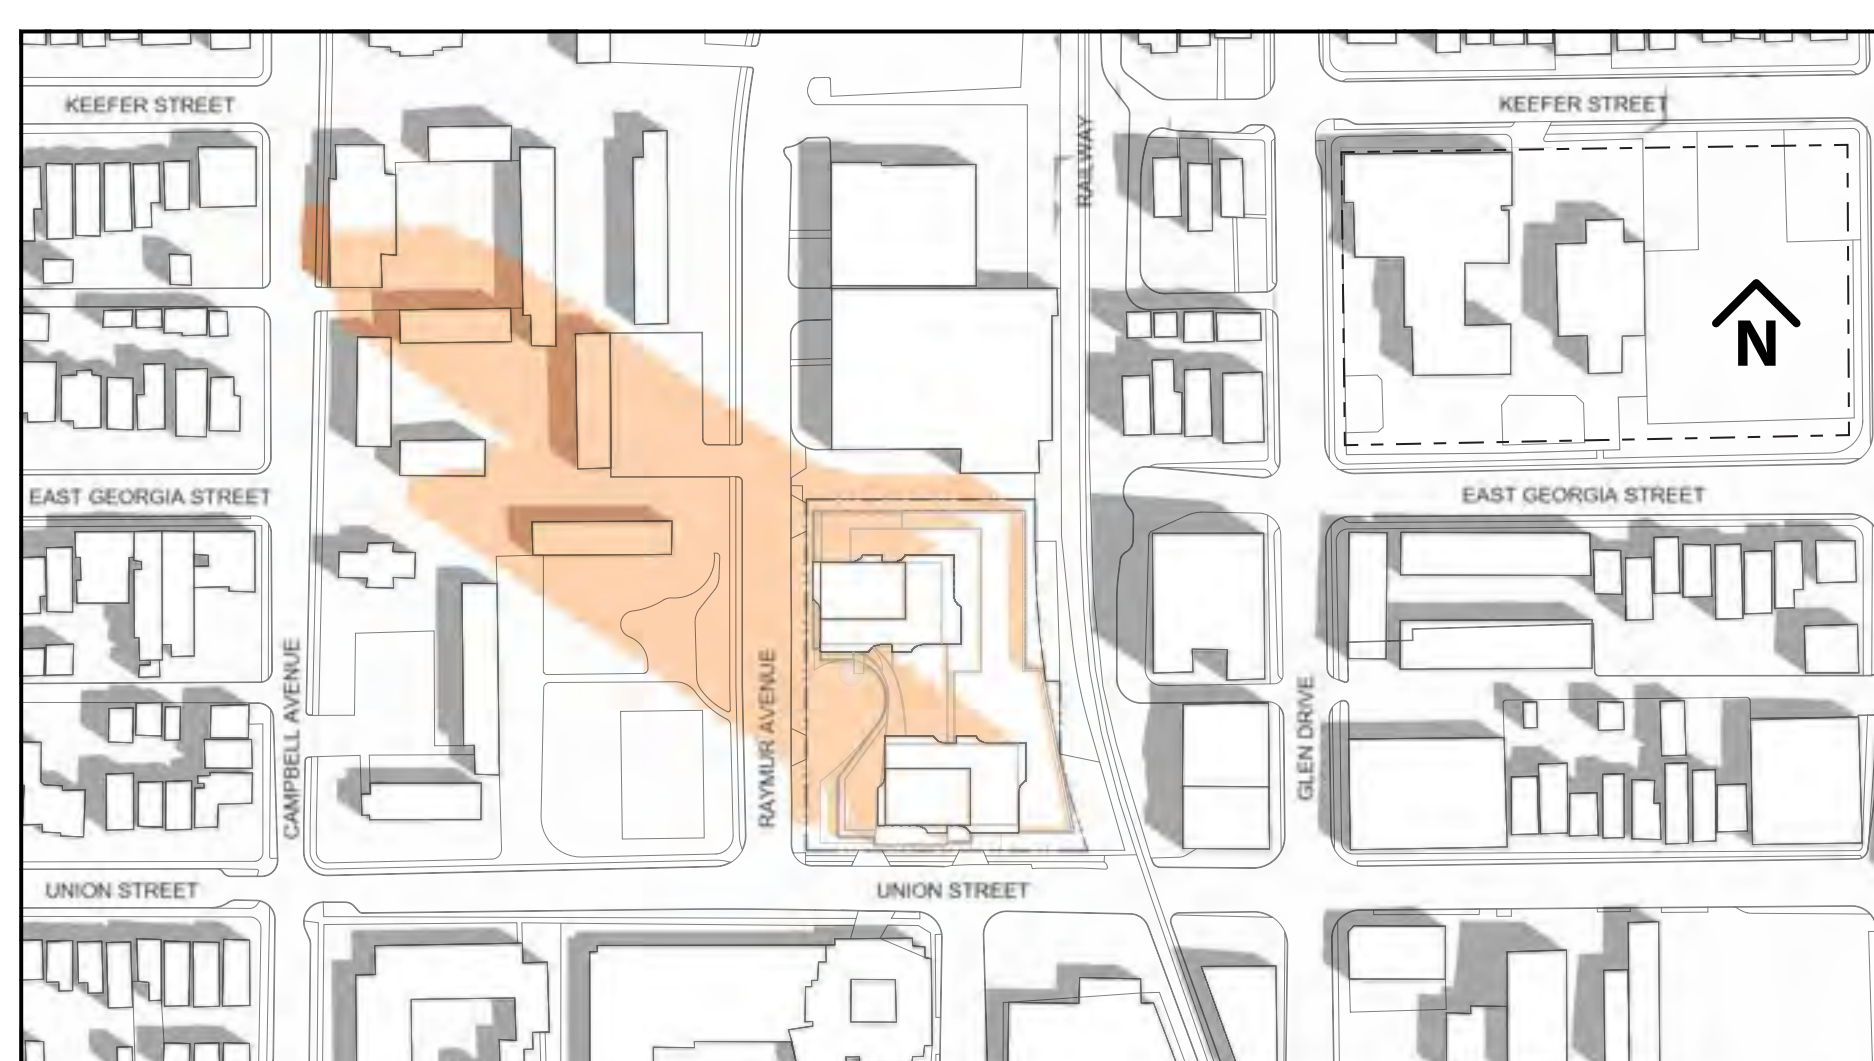 KEEFER STREET
KEEFER STREET
RAILWAY
N
EAST GEORGIA STREET
EAST GEORGIA STREET
CAMPBELL AVENUE
RAYMUR AVENUE
GLEN DRIVE
UNION STREET
UNION STREET